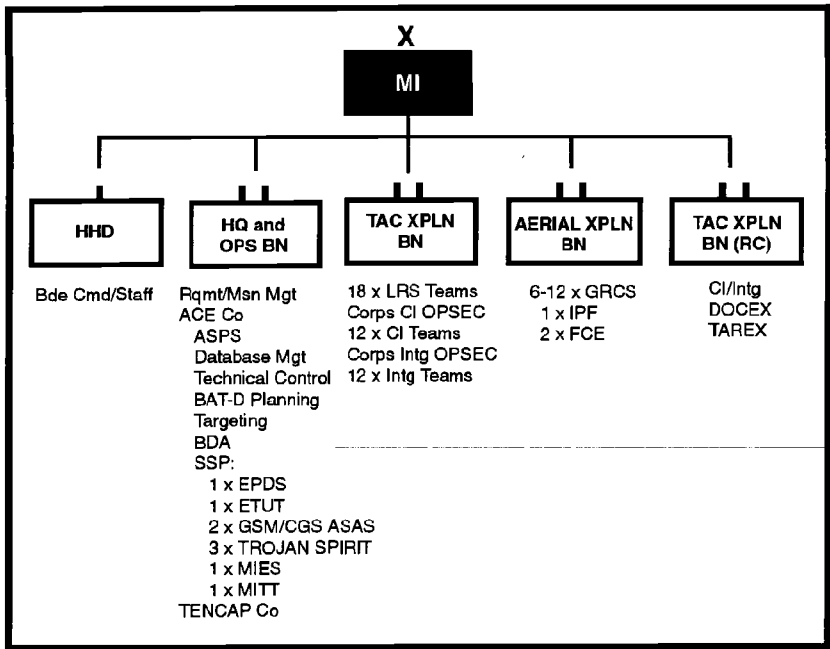 X
MI
HHD
Bde Cmd/Staff
HQ and
OPS BN
Rqmt/Msn Mgt
ACE Co
ASPS
Database Mgt
Technical Control
BAT-D Planning
Targeting
BDA
SSP:
1 x EPDS
1 x ETUT
2 x GSM/CGS ASAS
3 x TROJAN SPIRIT
1 x MIES
1 x MITT
TENCAP Co
TAC XPLN
BN
18 x LRS Teams
Corps CI OPSEC
12 x CI Teams
Corps Intg OPSEC
12 x Intg Teams
AERIAL XPLN
BN
6-12 x GRCS
1 x IPF
2 x FCE
TAC XPLN
BN (RC)
CI/Intg
DOCEX
TAREX